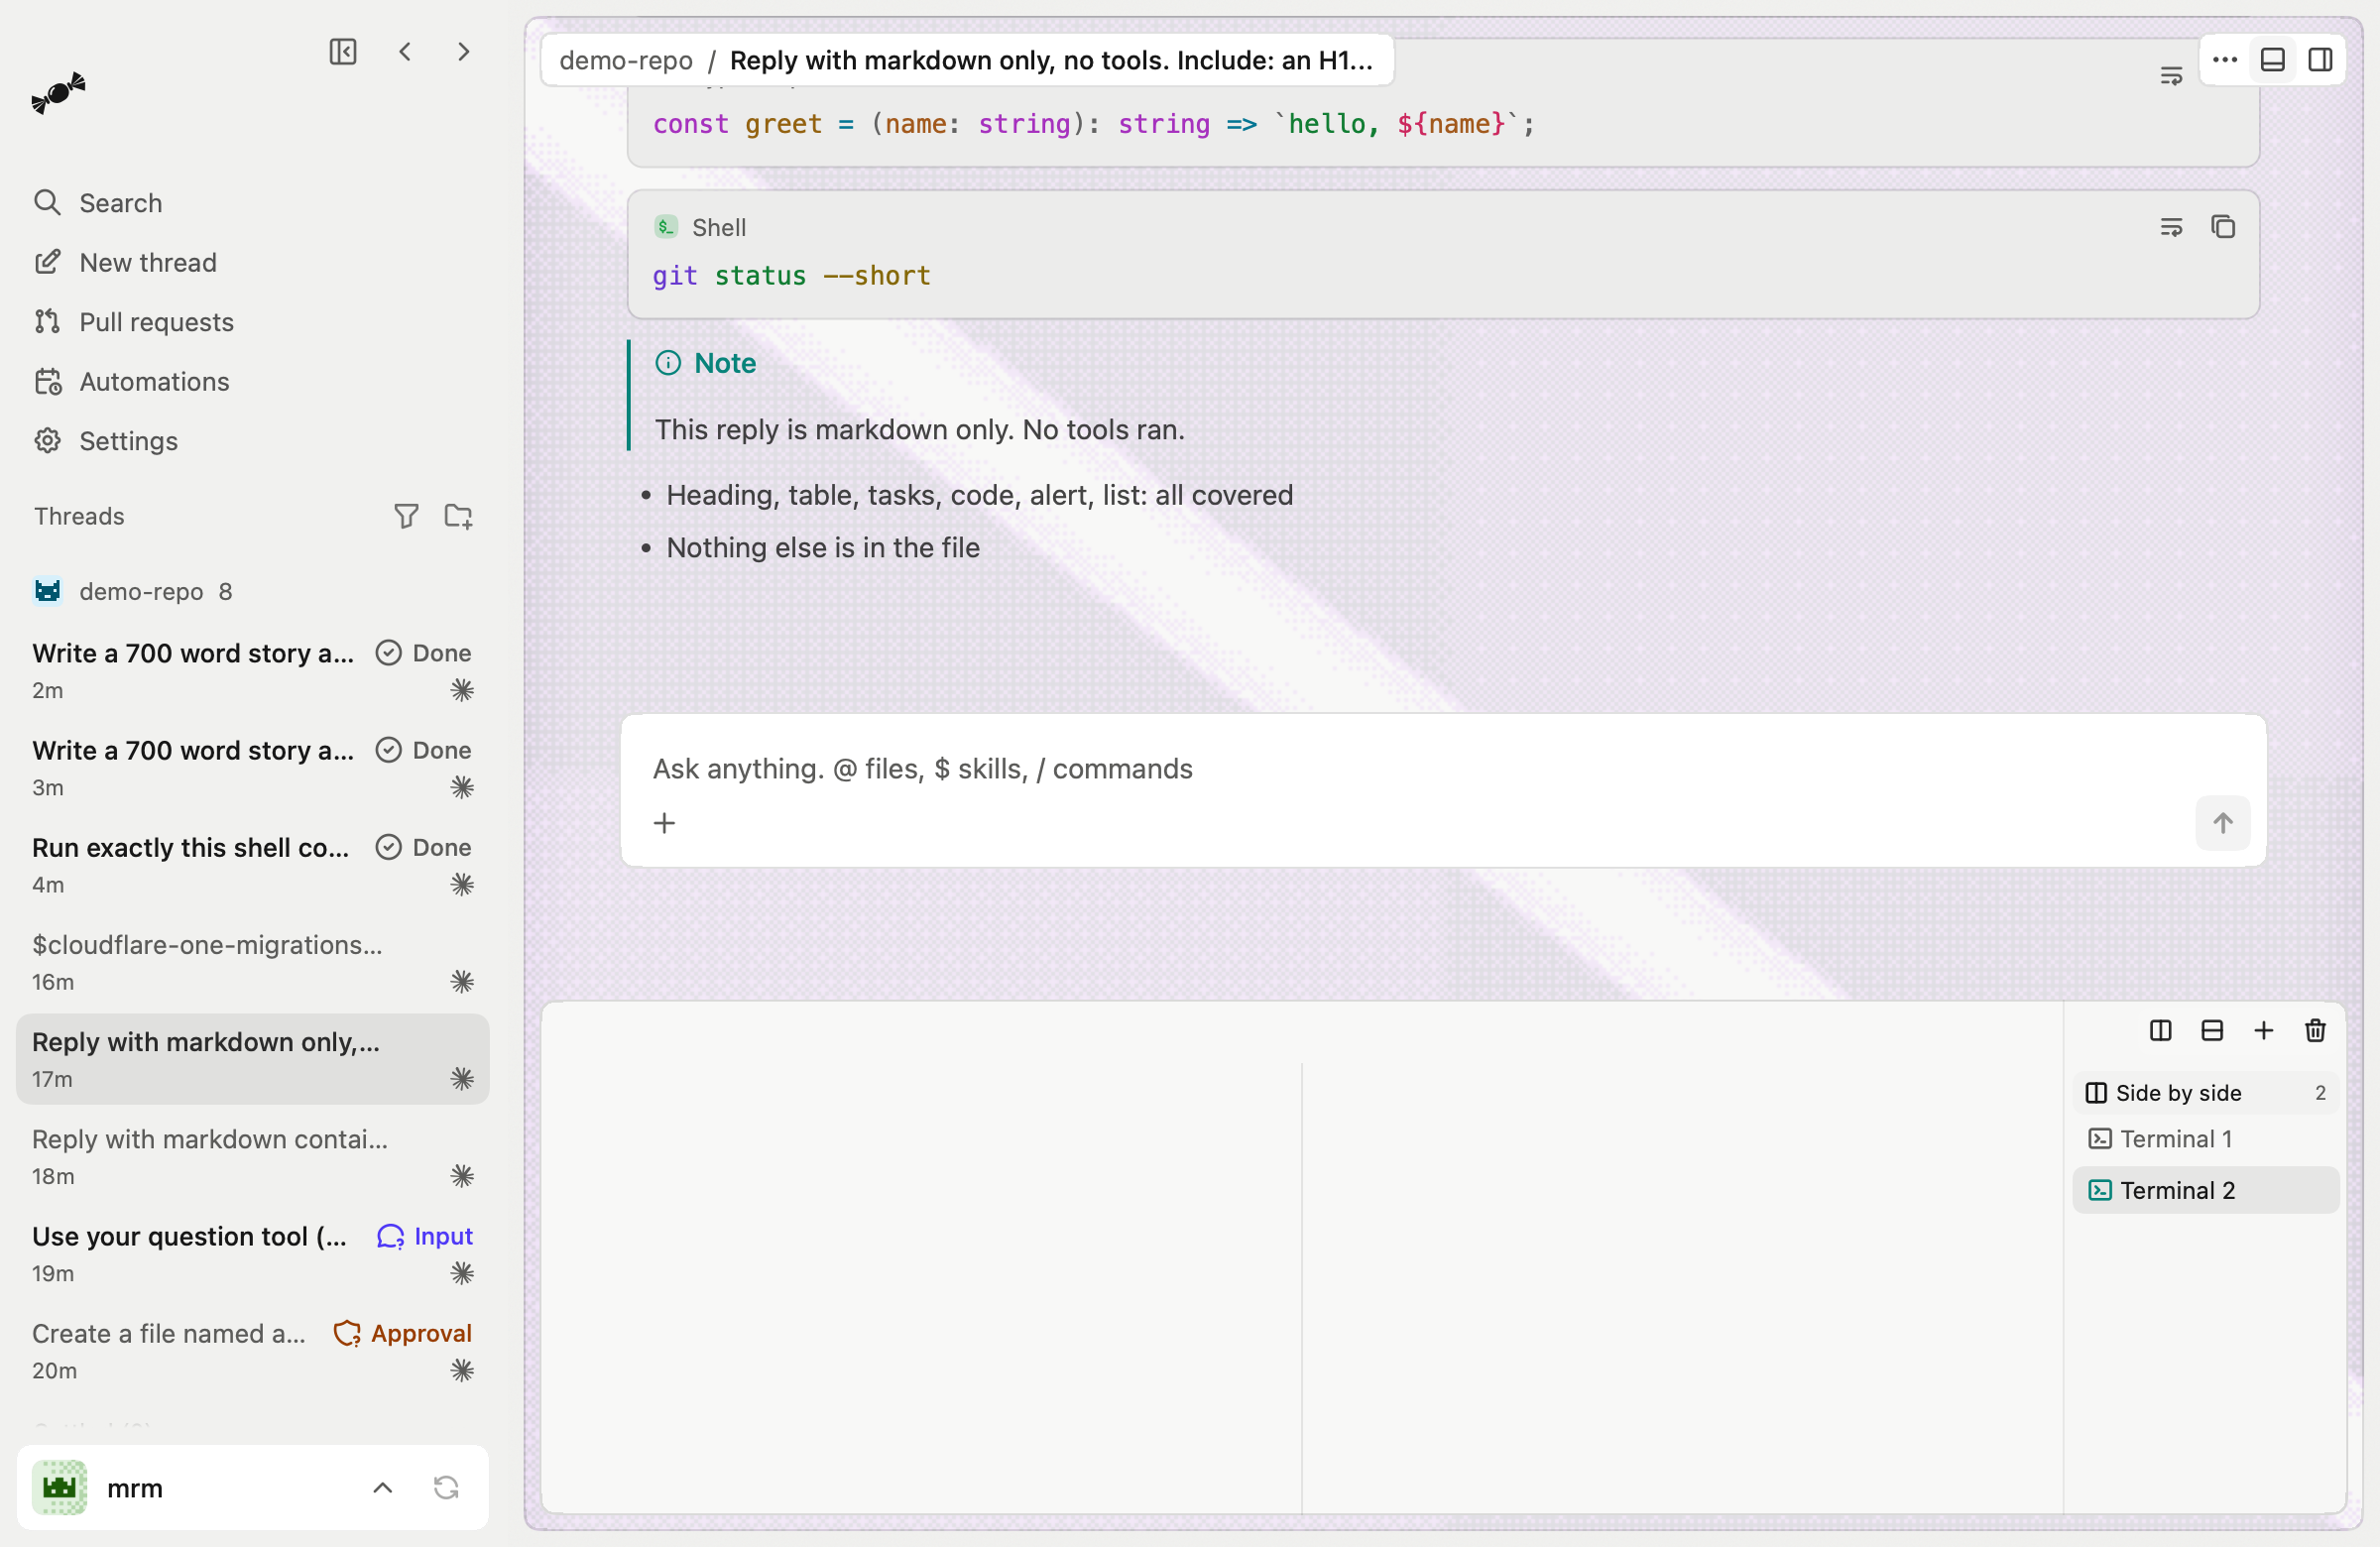 Search
New thread
Pull requests
Automations
Settings
Threads
demo-repo 8
Write a 700 word story a... Done
2m
Write a 700 word story a... Done
3m
Run exactly this shell co... Done
4m
$cloudflare-one-migrations...
16m
Reply with markdown only,...
17m
Reply with markdown contai...
18m
Use your question tool (... Input
19m
Create a file named a... Approval
20m
mrm
demo-repo / Reply with markdown only, no tools. Include: an H1...
const greet = (name: string): string => `hello, ${name}`;
$_ Shell
git status --short
Note
This reply is markdown only. No tools ran.
• Heading, table, tasks, code, alert, list: all covered
• Nothing else is in the file
Ask anything. @ files, $ skills, / commands
Side by side 2
Terminal 1
Terminal 2